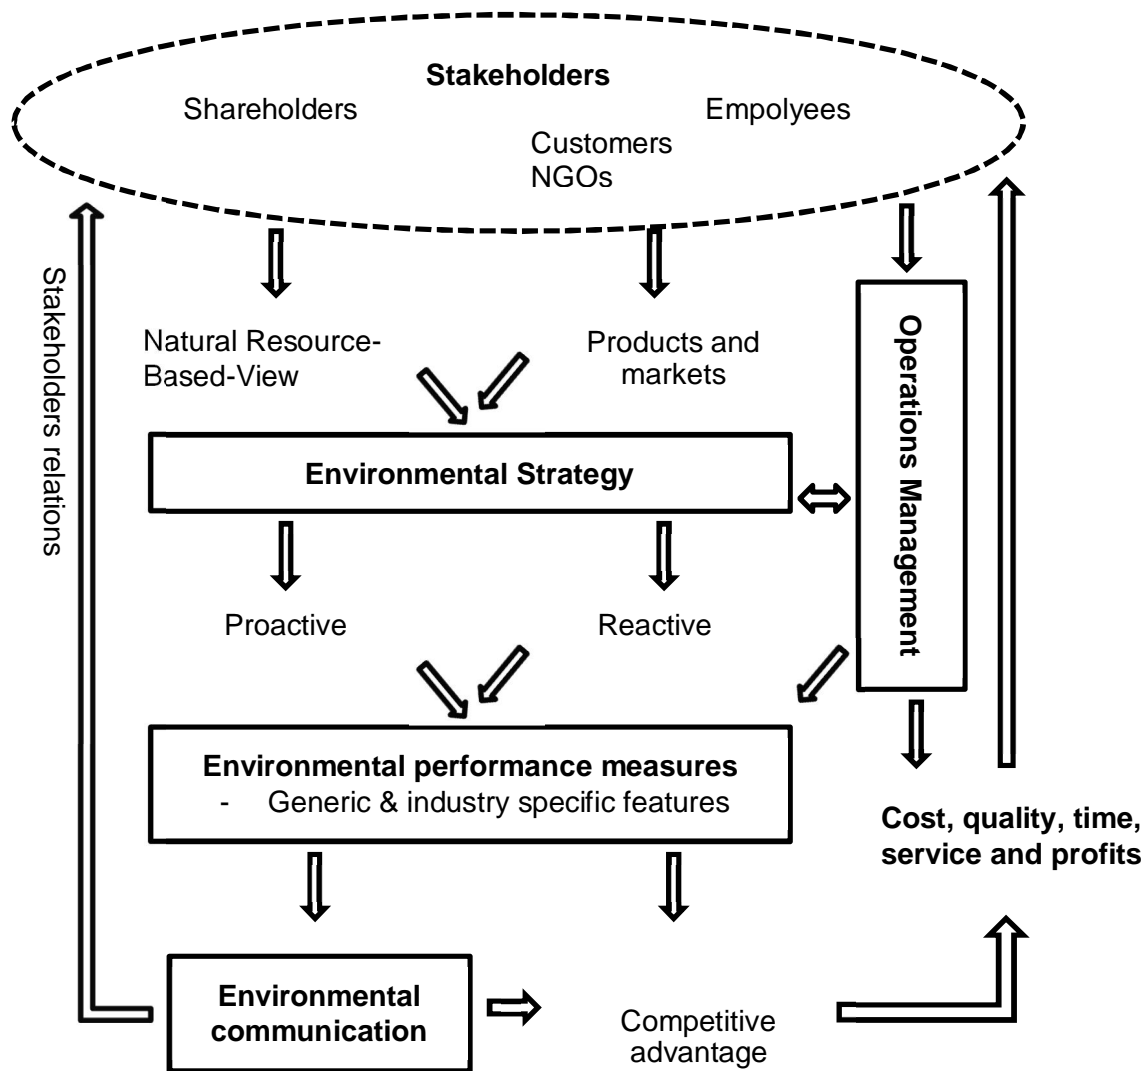 Stakeholders
Shareholders
Empolyees
Customers
NGOs
Stakeholders relations
Natural Resource-
Based-View
Products and
markets
Operations Management
Environmental Strategy
Proactive
Reactive
Environmental performance measures
- Generic & industry specific features
Cost, quality, time,
service and profits
Environmental
communication
Competitive
advantage